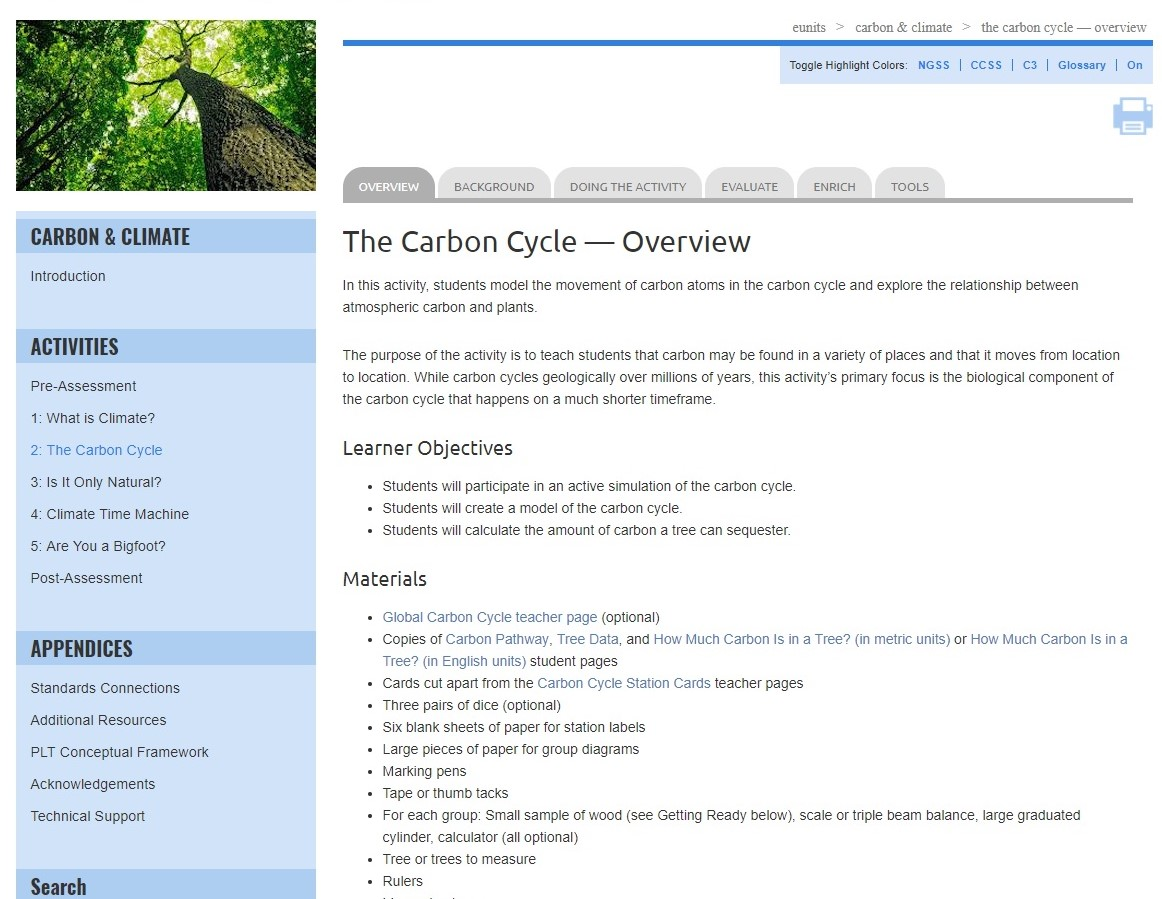 eunits > carbon & climate > the carbon cycle — overview
Toggle Highlight Colors: NGSS | CCSS | C3 | Glossary | On
OVERVIEW BACKGROUND DOING THE ACTIVITY EVALUATE ENRICH TOOLS
CARBON & CLIMATE
Introduction
ACTIVITIES
Pre-Assessment
1: What is Climate?
2: The Carbon Cycle
3: Is It Only Natural?
4: Climate Time Machine
5: Are You a Bigfoot?
Post-Assessment
APPENDICES
Standards Connections
Additional Resources
PLT Conceptual Framework
Acknowledgements
Technical Support
Search
The Carbon Cycle — Overview
In this activity, students model the movement of carbon atoms in the carbon cycle and explore the relationship between
atmospheric carbon and plants.
The purpose of the activity is to teach students that carbon may be found in a variety of places and that it moves from location
to location. While carbon cycles geologically over millions of years, this activity's primary focus is the biological component of
the carbon cycle that happens on a much shorter timeframe.
Learner Objectives
• Students will participate in an active simulation of the carbon cycle.
• Students will create a model of the carbon cycle.
• Students will calculate the amount of carbon a tree can sequester.
Materials
• Global Carbon Cycle teacher page (optional)
• Copies of Carbon Pathway, Tree Data, and How Much Carbon Is in a Tree? (in metric units) or How Much Carbon Is in a
Tree? (in English units) student pages
• Cards cut apart from the Carbon Cycle Station Cards teacher pages
• Three pairs of dice (optional)
• Six blank sheets of paper for station labels
• Large pieces of paper for group diagrams
• Marking pens
• Tape or thumb tacks
• For each group: Small sample of wood (see Getting Ready below), scale or triple beam balance, large graduated
cylinder, calculator (all optional)
• Tree or trees to measure
• Rulers